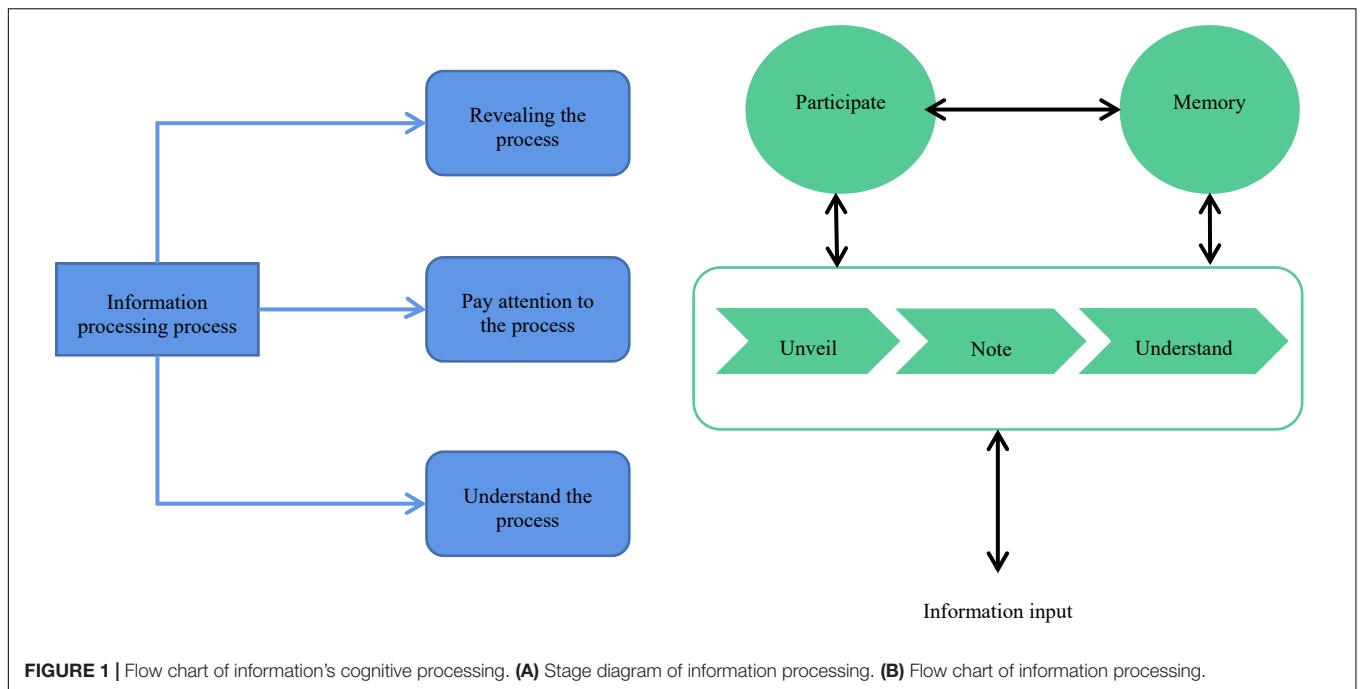 Revealing the
process
Information
processing process
Pay attention to
the process
Understand the
process
Participate
Memory
Unveil
Note
Understand
Information input
FIGURE 1 | Flow chart of information's cognitive processing. (A) Stage diagram of information processing. (B) Flow chart of information processing.